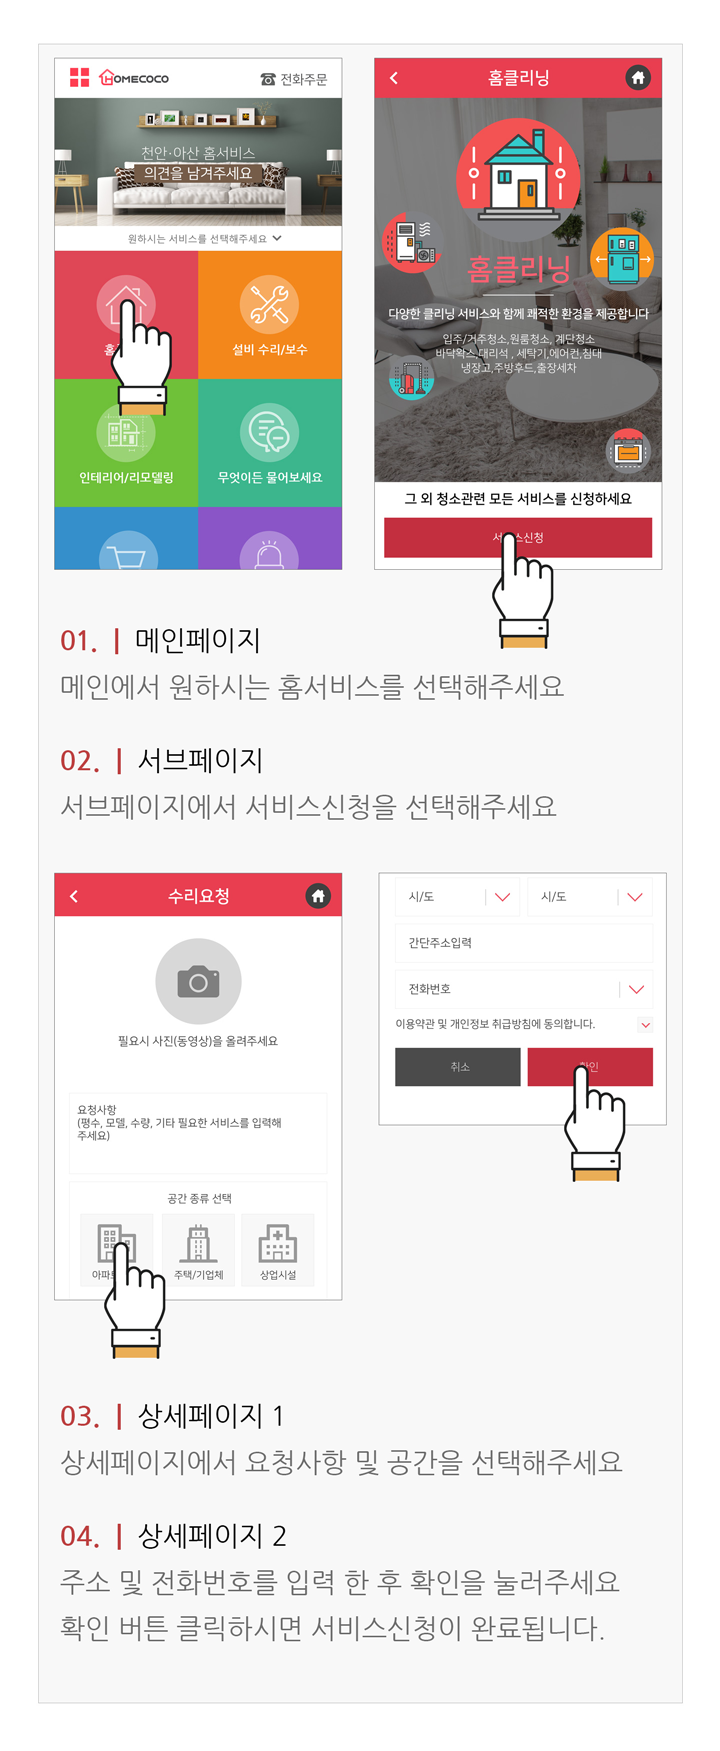 HOMECOCO
전화주문
천안·아산 홈서비스
의견을 남겨주세요
원하시는 서비스를 선택해주세요
홈
설비 수리/보수
인테리어/리모델링
무엇이든 물어보세요
홈클리닝
홈클리닝
다양한 클리닝 서비스와 함께 쾌적한 환경을 제공합니다
입주/거주청소,원룸청소, 계단청소
바닥왁스,대리석 , 세탁기,에어컨,침대
냉장고,주방후드,출장세차
그 외 청소관련 모든 서비스를 신청하세요
스신청
01. | 메인페이지
메인에서 원하시는 홈서비스를 선택해주세요
02. | 서브페이지
서브페이지에서 서비스신청을 선택해주세요
수리요청
필요시 사진(동영상)을 올려주세요
요청사항
(평수, 모델, 수량, 기타 필요한 서비스를 입력해
주세요)
공간 종류 선택
아파
주택/기업체
상업시설
시/도
시/도
간단주소입력
전화번호
이용약관 및 개인정보 취급방침에 동의합니다.
취소
확인
03. | 상세페이지 1
상세페이지에서 요청사항 및 공간을 선택해주세요
04. | 상세페이지 2
주소 및 전화번호를 입력 한 후 확인을 눌러주세요
확인 버튼 클릭하시면 서비스신청이 완료됩니다.